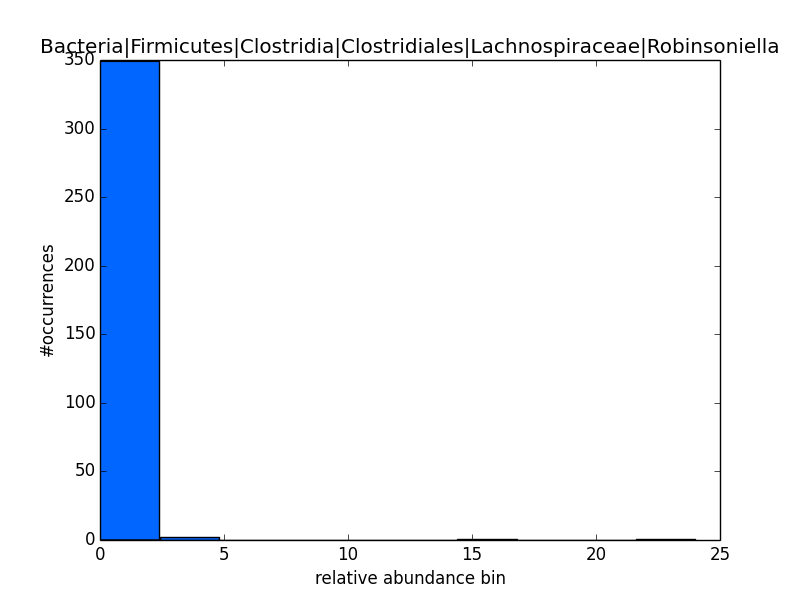 Bacteria|Firmicutes|Clostridia|Clostridiales|Lachnospiraceae|Robinsoniella
350
300
250
200
150
100
50
0
#occurrences
0 5 10 15 20 25
relative abundance bin